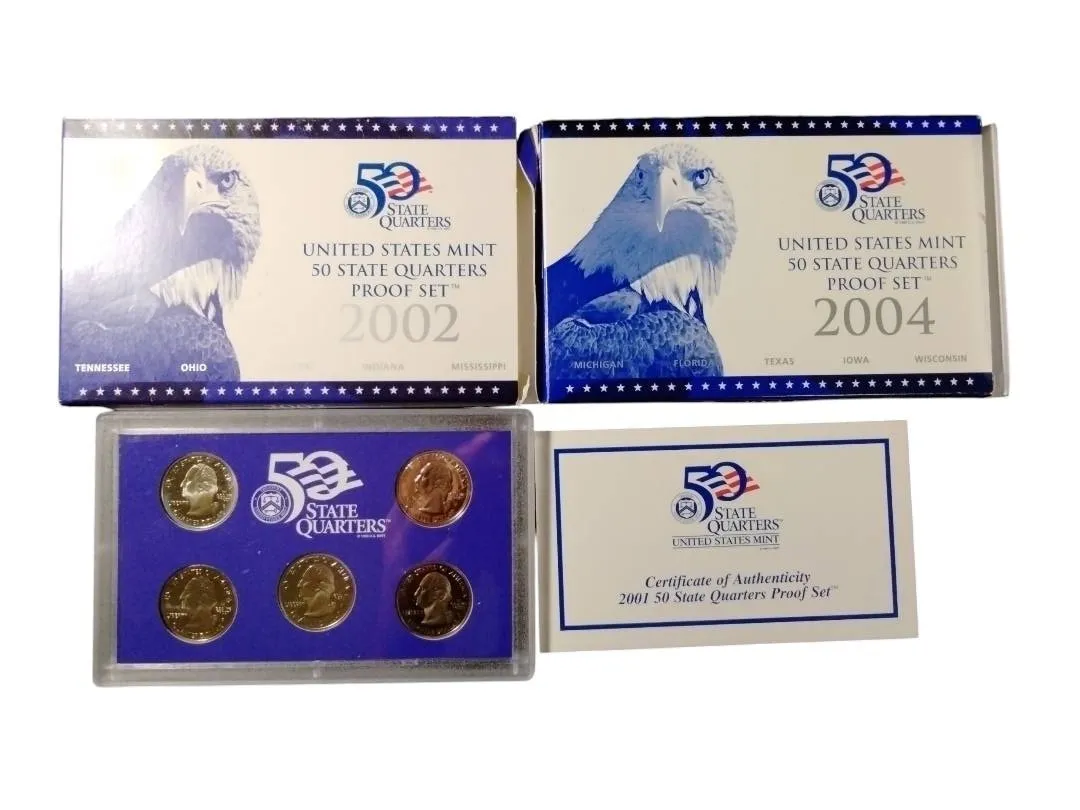 50
STATE
QUARTERS
UNITED STATES MINT
50 STATE QUARTERS
PROOF SET™
2002
TENNESSEE OHIO INDIANA MISSISSIPPI
50
STATE
QUARTERS
UNITED STATES MINT
50 STATE QUARTERS
PROOF SET™
2004
MICHIGAN FLORIDA TEXAS IOWA WISCONSIN
50
STATE
QUARTERS™
50
STATE
QUARTERS
UNITED STATES MINT
Certificate of Authenticity
2001 50 State Quarters Proof Set™